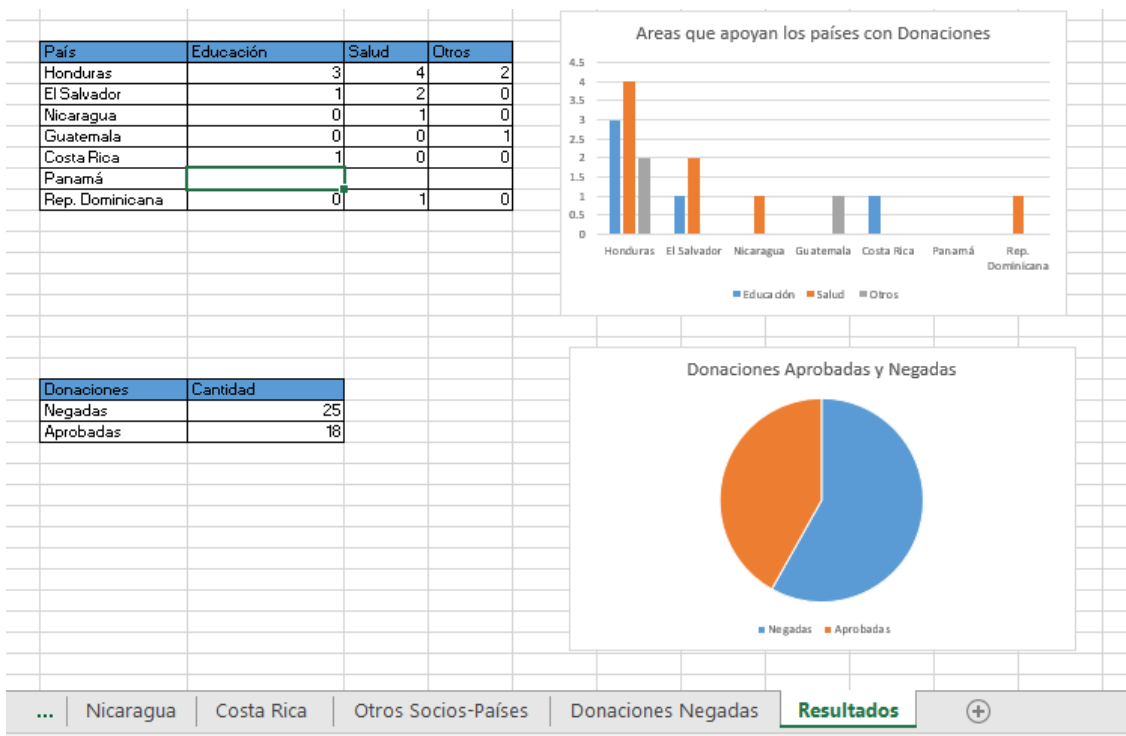 País Educación Salud Otros
Honduras 3 4 2
El Salvador 1 2 0
Nicaragua 0 1 0
Guatemala 0 0 1
Costa Rica 1 0 0
Panamá
Rep. Dominicana 0 1 0
Areas que apoyan los países con Donaciones
4.5
4
3.5
3
2.5
2
1.5
1
0.5
0
Honduras El Salvador Nicaragua Guatemala Costa Rica Panamá Rep.
Dominicana
Educación Salud Otros
Donaciones Cantidad
Negadas 25
Aprobadas 18
Donaciones Aprobadas y Negadas
Negadas Aprobadas
... Nicaragua Costa Rica Otros Socios-Países Donaciones Negadas Resultados